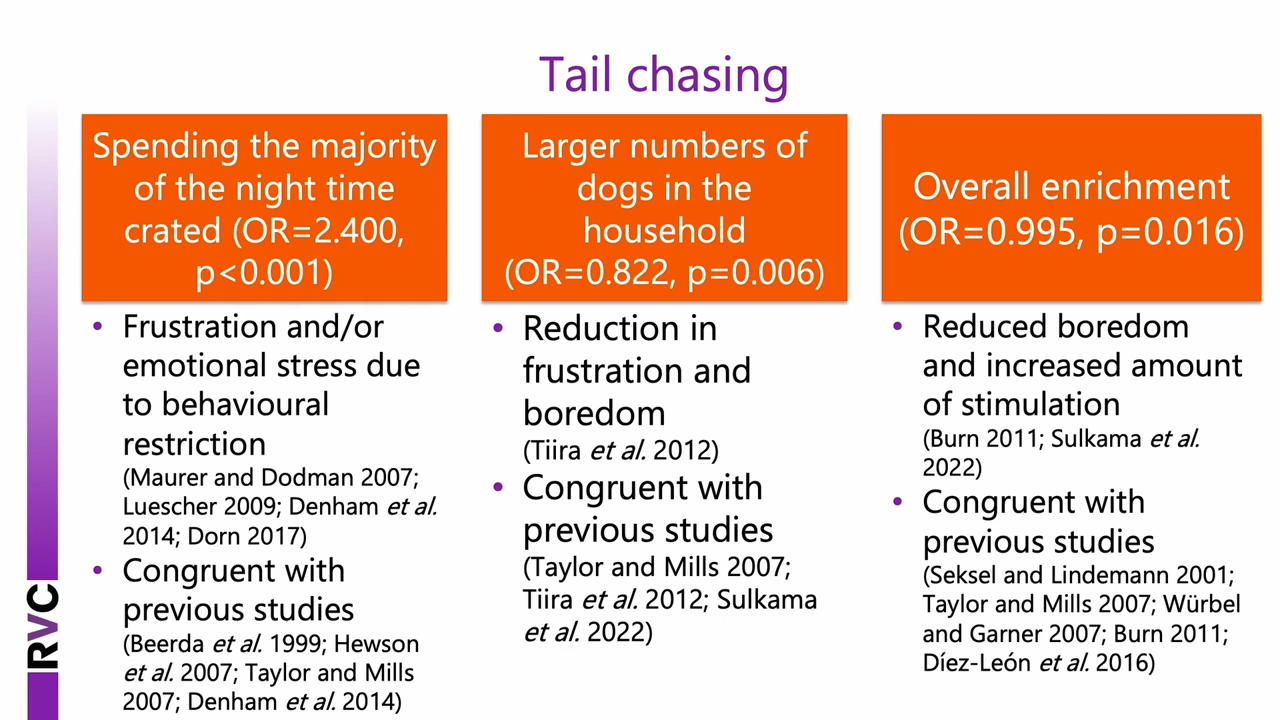 Tail chasing
Spending the majority
of the night time
crated (OR=2.400,
p<0.001)
• Frustration and/or
emotional stress due
to behavioural
restriction
(Maurer and Dodman 2007;
Luescher 2009; Denham et al.
2014; Dorn 2017)
• Congruent with
previous studies
(Beerda et al. 1999; Hewson
et al. 2007; Taylor and Mills
2007; Denham et al. 2014)
Larger numbers of
dogs in the
household
(OR=0.822, p=0.006)
• Reduction in
frustration and
boredom
(Tiira et al. 2012)
• Congruent with
previous studies
(Taylor and Mills 2007;
Tiira et al. 2012; Sulkama
et al. 2022)
Overall enrichment
(OR=0.995, p=0.016)
• Reduced boredom
and increased amount
of stimulation
(Burn 2011; Sulkama et al.
2022)
• Congruent with
previous studies
(Seksel and Lindemann 2001;
Taylor and Mills 2007; Würbel
and Garner 2007; Burn 2011;
Díez-León et al. 2016)
RVC